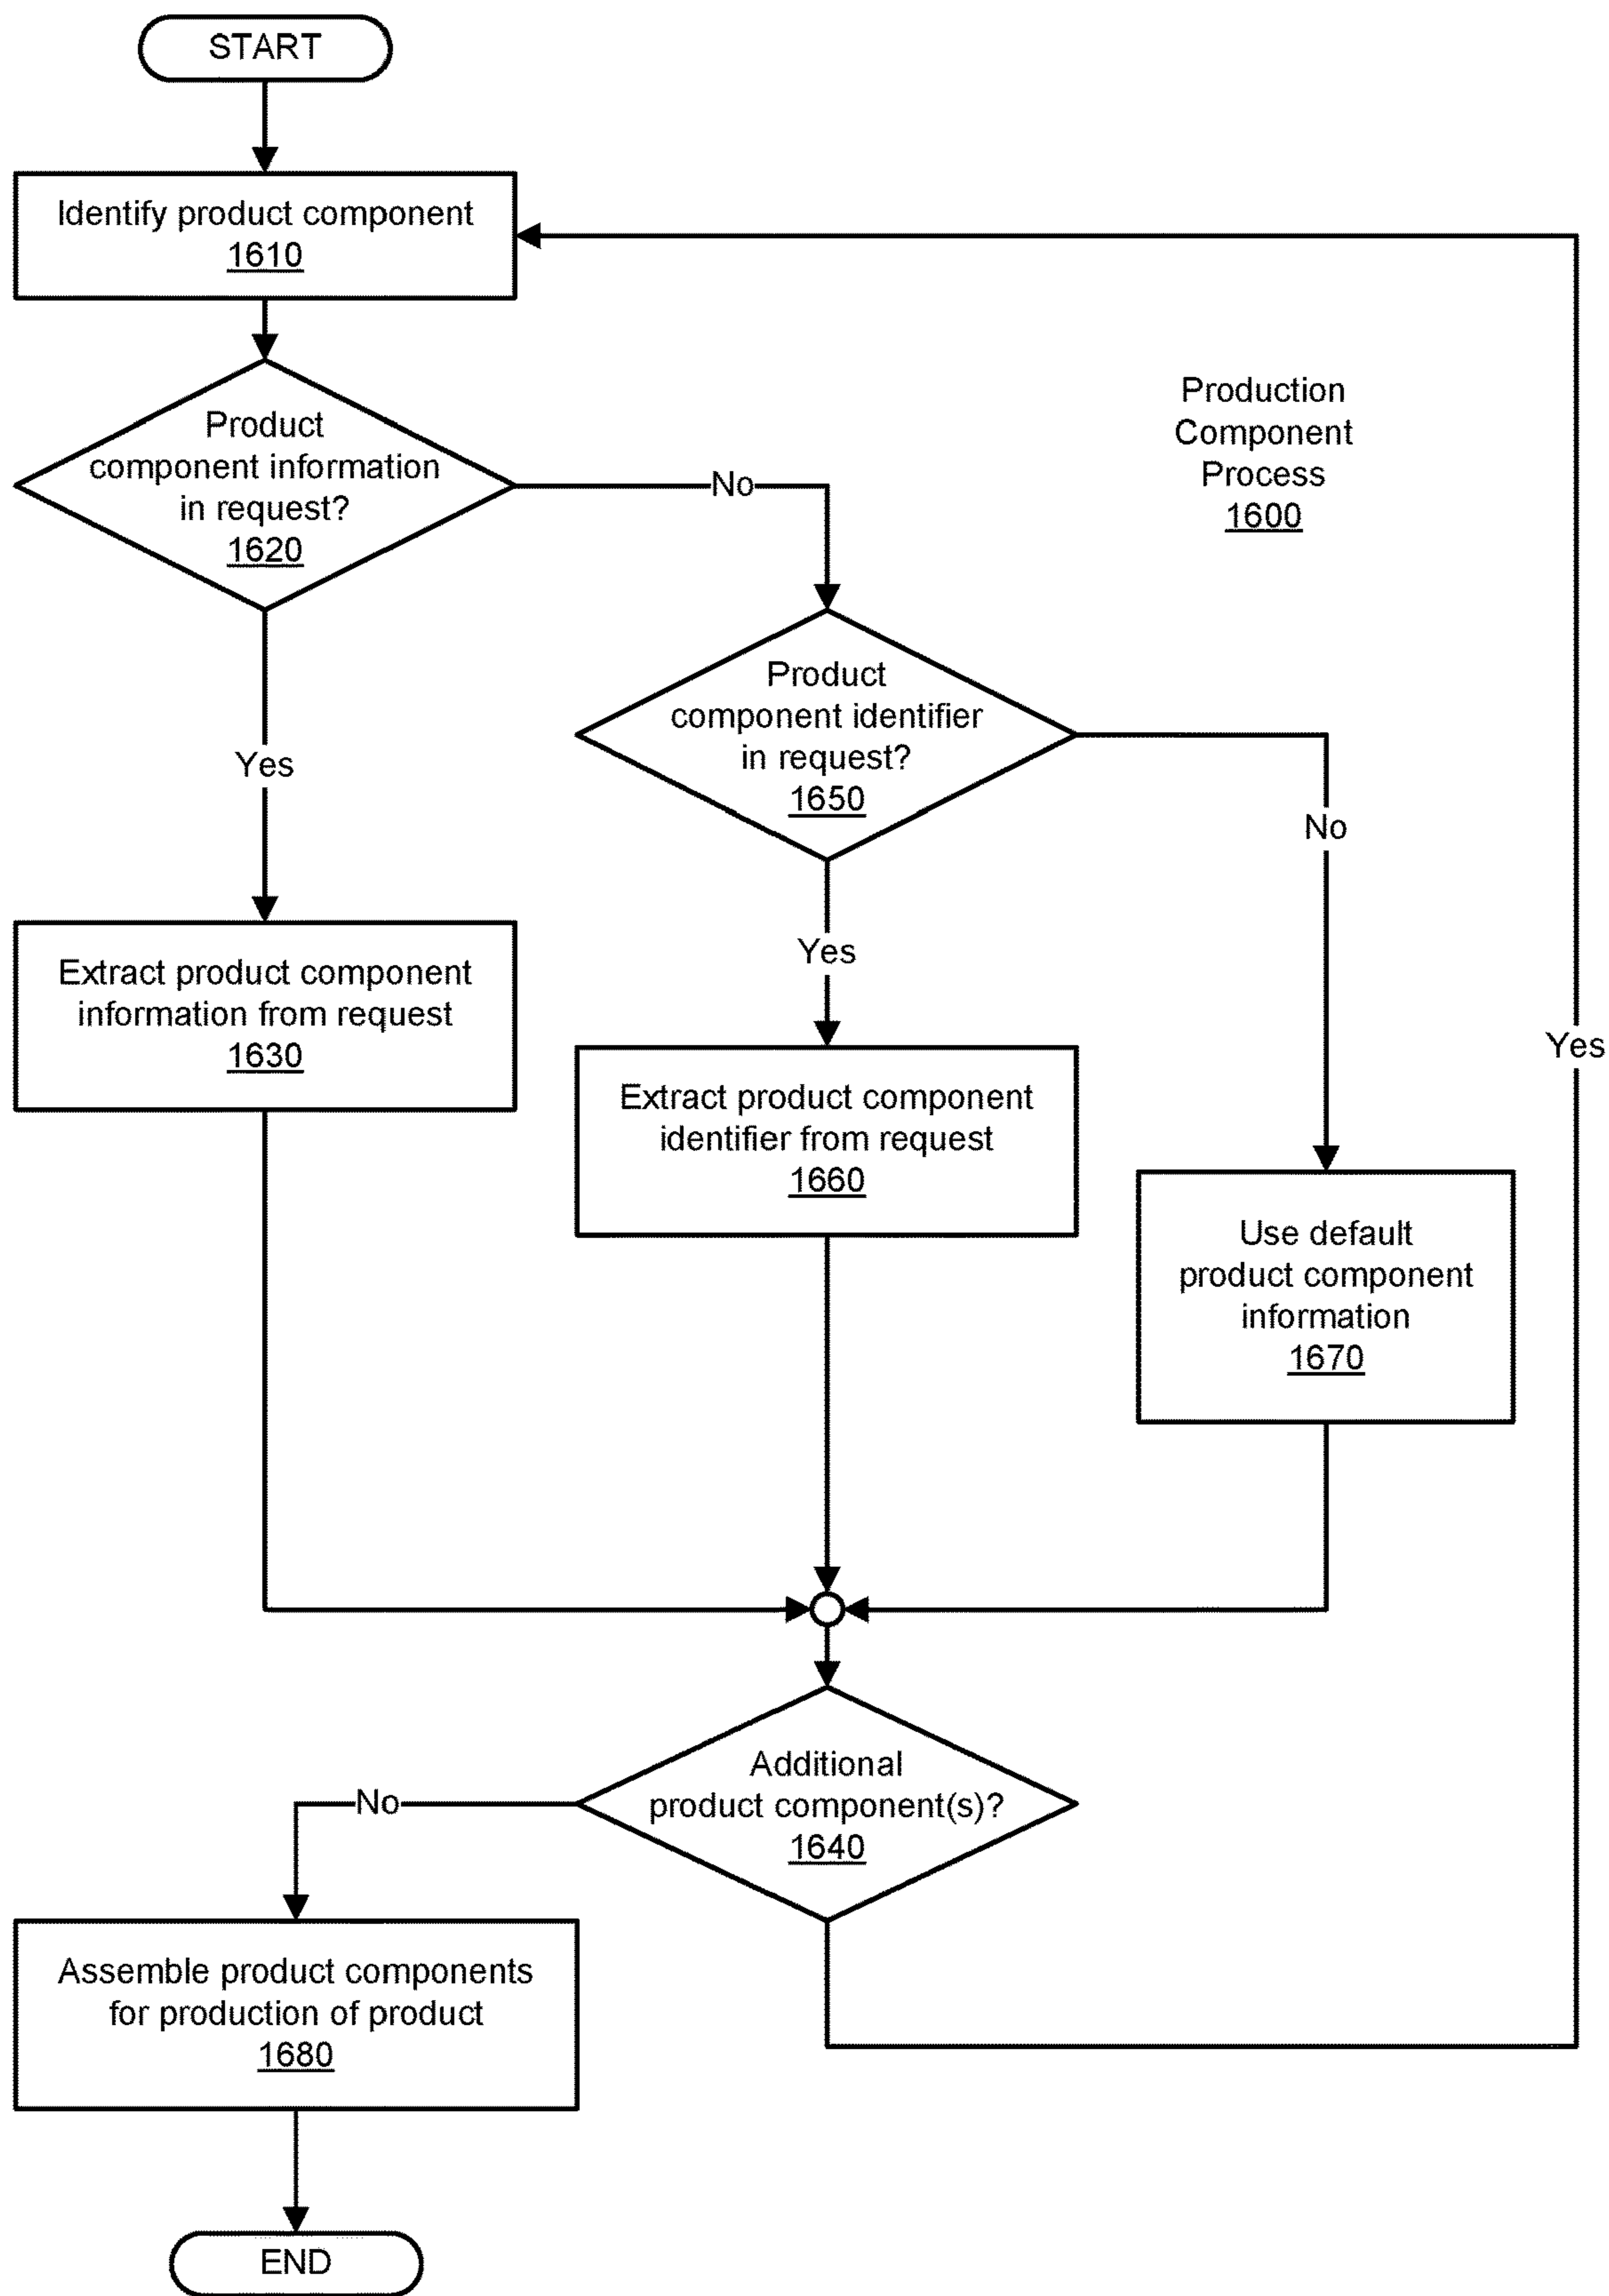 START
Identify product component
1610
Product
component information
in request?
1620
No
Production
Component
Process
1600
Product
component identifier
in request?
1650
Yes
No
Extract product component
information from request
1630
Yes
Extract product component
identifier from request
1660
Yes
Use default
product component
information
1670
Additional
product component(s)?
1640
No
Assemble product components
for production of product
1680
END